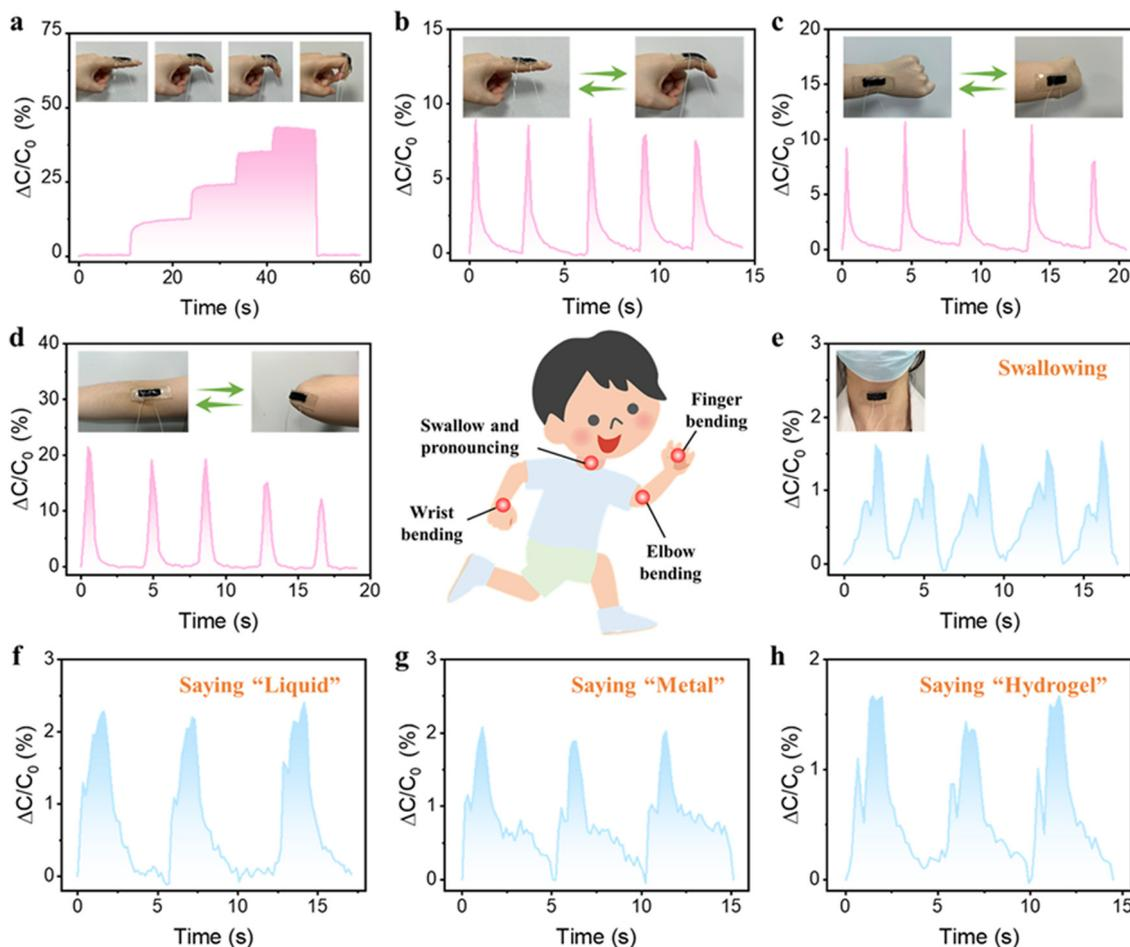 a
75
50
25
0
ΔC/C₀ (%)
0 20 40 60
Time (s)
b
15
10
5
0
ΔC/C₀ (%)
0 5 10 15
Time (s)
c
20
15
10
5
0
ΔC/C₀ (%)
0 5 10 15 20
Time (s)
d
40
30
20
10
0
ΔC/C₀ (%)
0 5 10 15 20
Time (s)
Swallow and
pronouncing
Finger
bending
Wrist
bending
Elbow
bending
e
Swallowing
3
2
1
0
ΔC/C₀ (%)
0 5 10 15
Time (s)
f
Saying “Liquid”
3
2
1
0
ΔC/C₀ (%)
0 5 10 15
Time (s)
g
Saying “Metal”
3
2
1
0
ΔC/C₀ (%)
0 5 10 15
Time (s)
h
Saying “Hydrogel”
2
1
0
ΔC/C₀ (%)
0 5 10 15
Time (s)